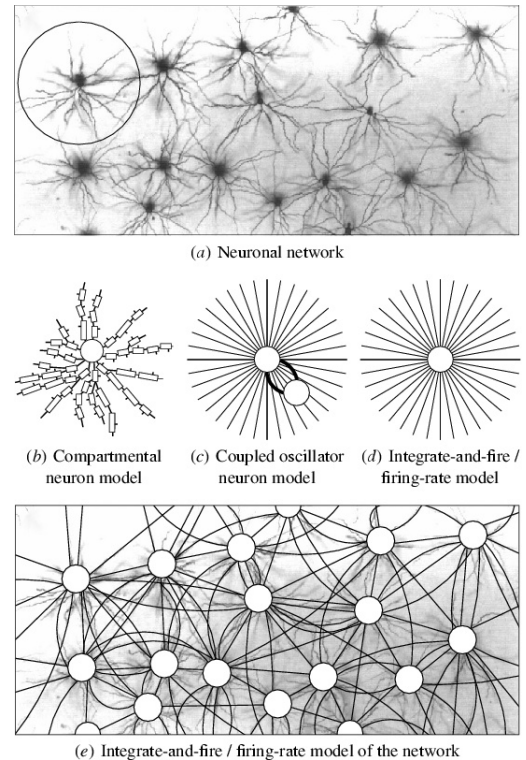 (a) Neuronal network
(b) Compartmental
neuron model
(c) Coupled oscillator
neuron model
(d) Integrate-and-fire /
firing-rate model
(e) Integrate-and-fire / firing-rate model of the network